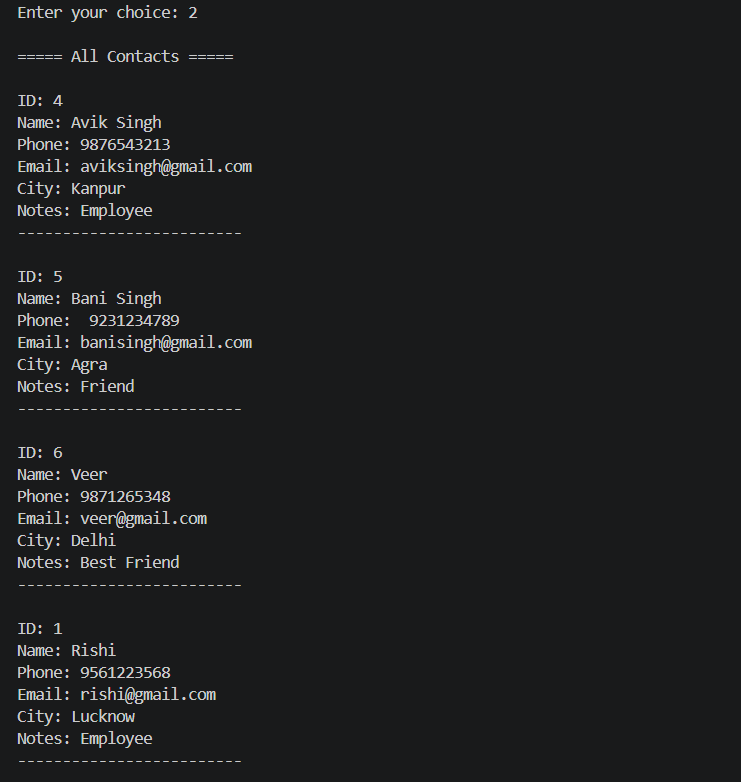 Enter your choice: 2
===== All Contacts =====
ID: 4
Name: Avik Singh
Phone: 9876543213
Email: aviksingh@gmail.com
City: Kanpur
Notes: Employee
-------------------------
ID: 5
Name: Bani Singh
Phone:  9231234789
Email: banisingh@gmail.com
City: Agra
Notes: Friend
-------------------------
ID: 6
Name: Veer
Phone: 9871265348
Email: veer@gmail.com
City: Delhi
Notes: Best Friend
-------------------------
ID: 1
Name: Rishi
Phone: 9561223568
Email: rishi@gmail.com
City: Lucknow
Notes: Employee
-------------------------